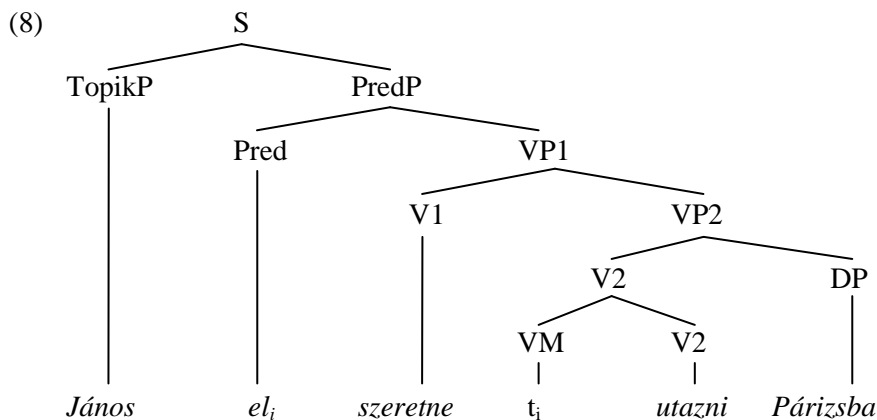 (8) S
TopikP PredP
Pred VP1
V1 VP2
V2 DP
VM V2
János elᵢ szeretne tᵢ utazni Párizsba